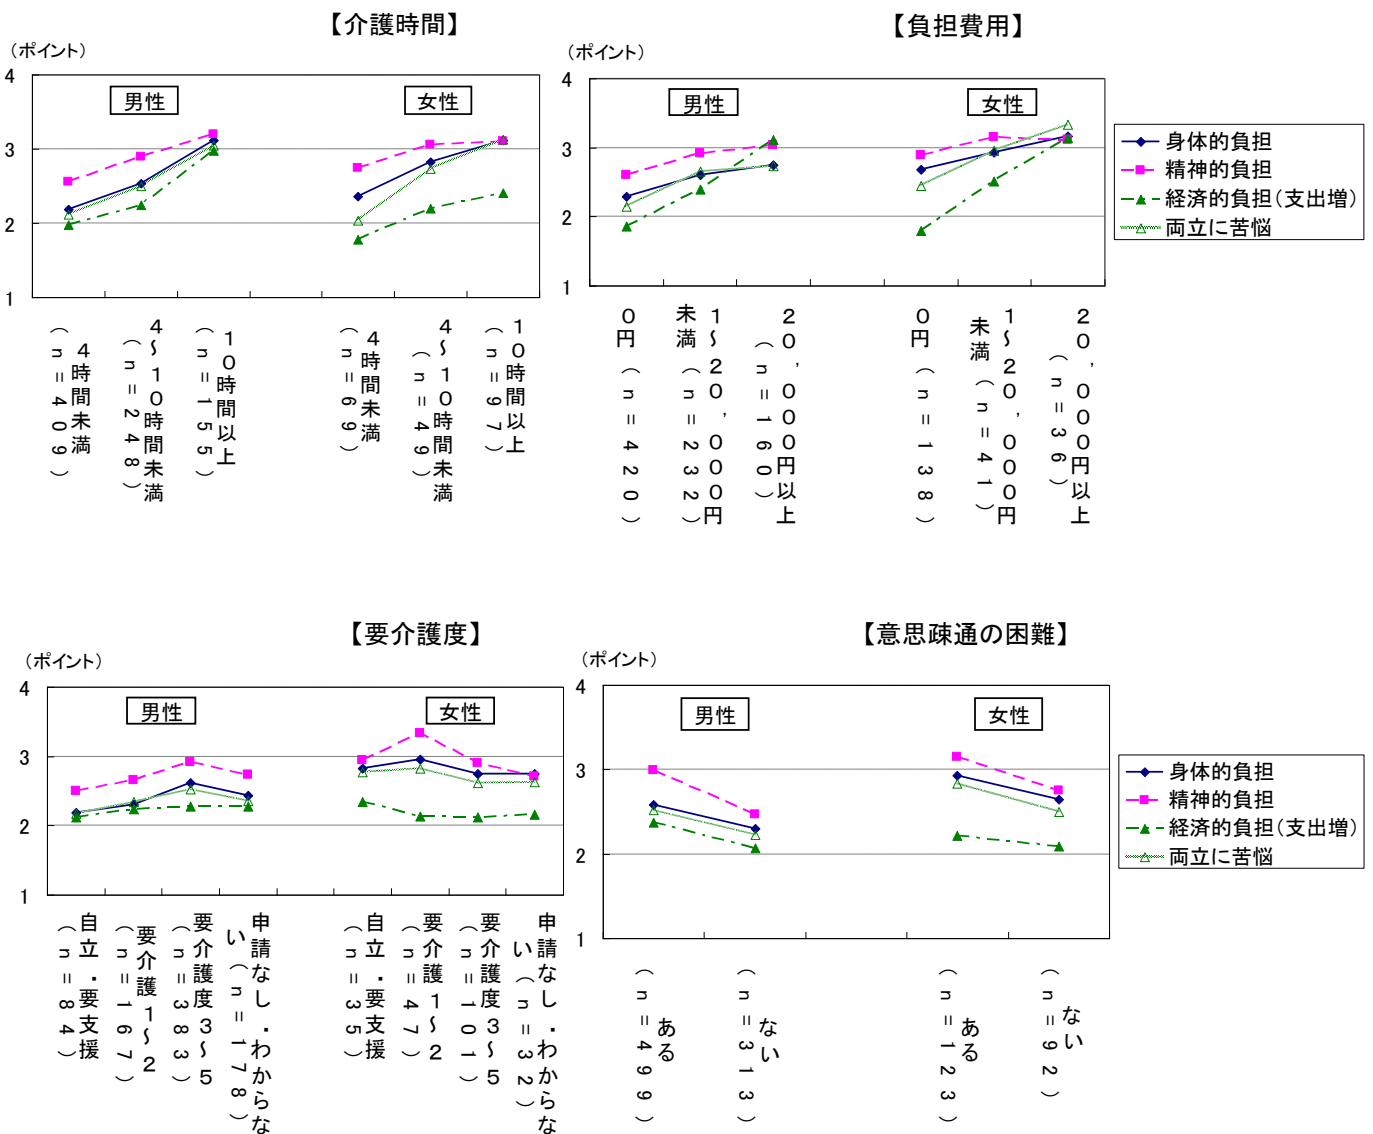 【介護時間】
（ポイント）
4
3
2
1
男性
女性
4時間未満
（n=409）
4～10時間未満
（n=248）
10時間以上
（n=155）
4時間未満
（n=69）
4～10時間未満
（n=49）
10時間以上
（n=97）
【負担費用】
（ポイント）
4
3
2
1
男性
女性
0円（n=420）
1～20,000円
未満（n=232）
20,000円以上
（n=160）
0円（n=138）
1～20,000円
未満（n=41）
20,000円以上
（n=36）
身体的負担
精神的負担
経済的負担（支出増）
両立に苦悩
【要介護度】
（ポイント）
4
3
2
1
男性
女性
自立・要支援
（n=84）
要介護1～2
（n=167）
要介護度3～5
（n=383）
申請なし・わからな
い（n=178）
自立・要支援
（n=35）
要介護1～2
（n=47）
要介護度3～5
（n=101）
申請なし・わからな
い（n=32）
【意思疎通の困難】
（ポイント）
4
3
2
1
男性
女性
ある
（n=499）
ない
（n=313）
ある
（n=123）
ない
（n=92）
身体的負担
精神的負担
経済的負担（支出増）
両立に苦悩